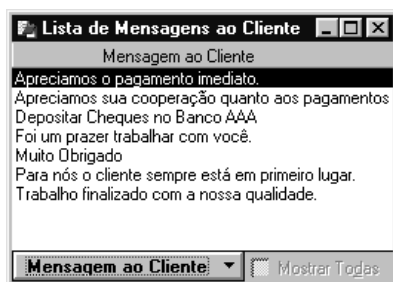 Lista de Mensagens ao Cliente
Mensagem ao Cliente
Apreciamos o pagamento imediato.
Apreciamos sua cooperação quanto aos pagamentos
Depositar Cheques no Banco AAA
Foi um prazer trabalhar com você.
Muito Obrigado
Para nós o cliente sempre está em primeiro lugar.
Trabalho finalizado com a nossa qualidade.
Mensagem ao Cliente Mostrar Todas